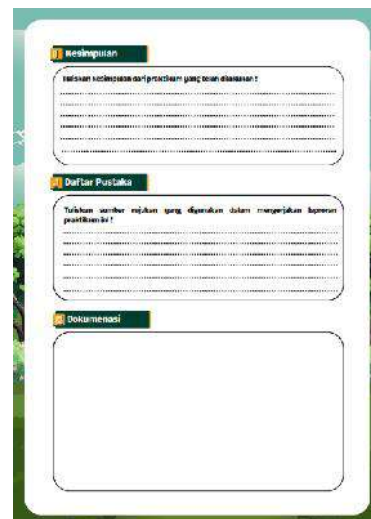 Kesimpulan
Tuliskan kesimpulan dari praktikum yang telah dilakukan !
Daftar Pustaka
Tuliskan sumber rujukan yang digunakan dalam mengerjakan laporan
praktikum ini !
Dokumenasi